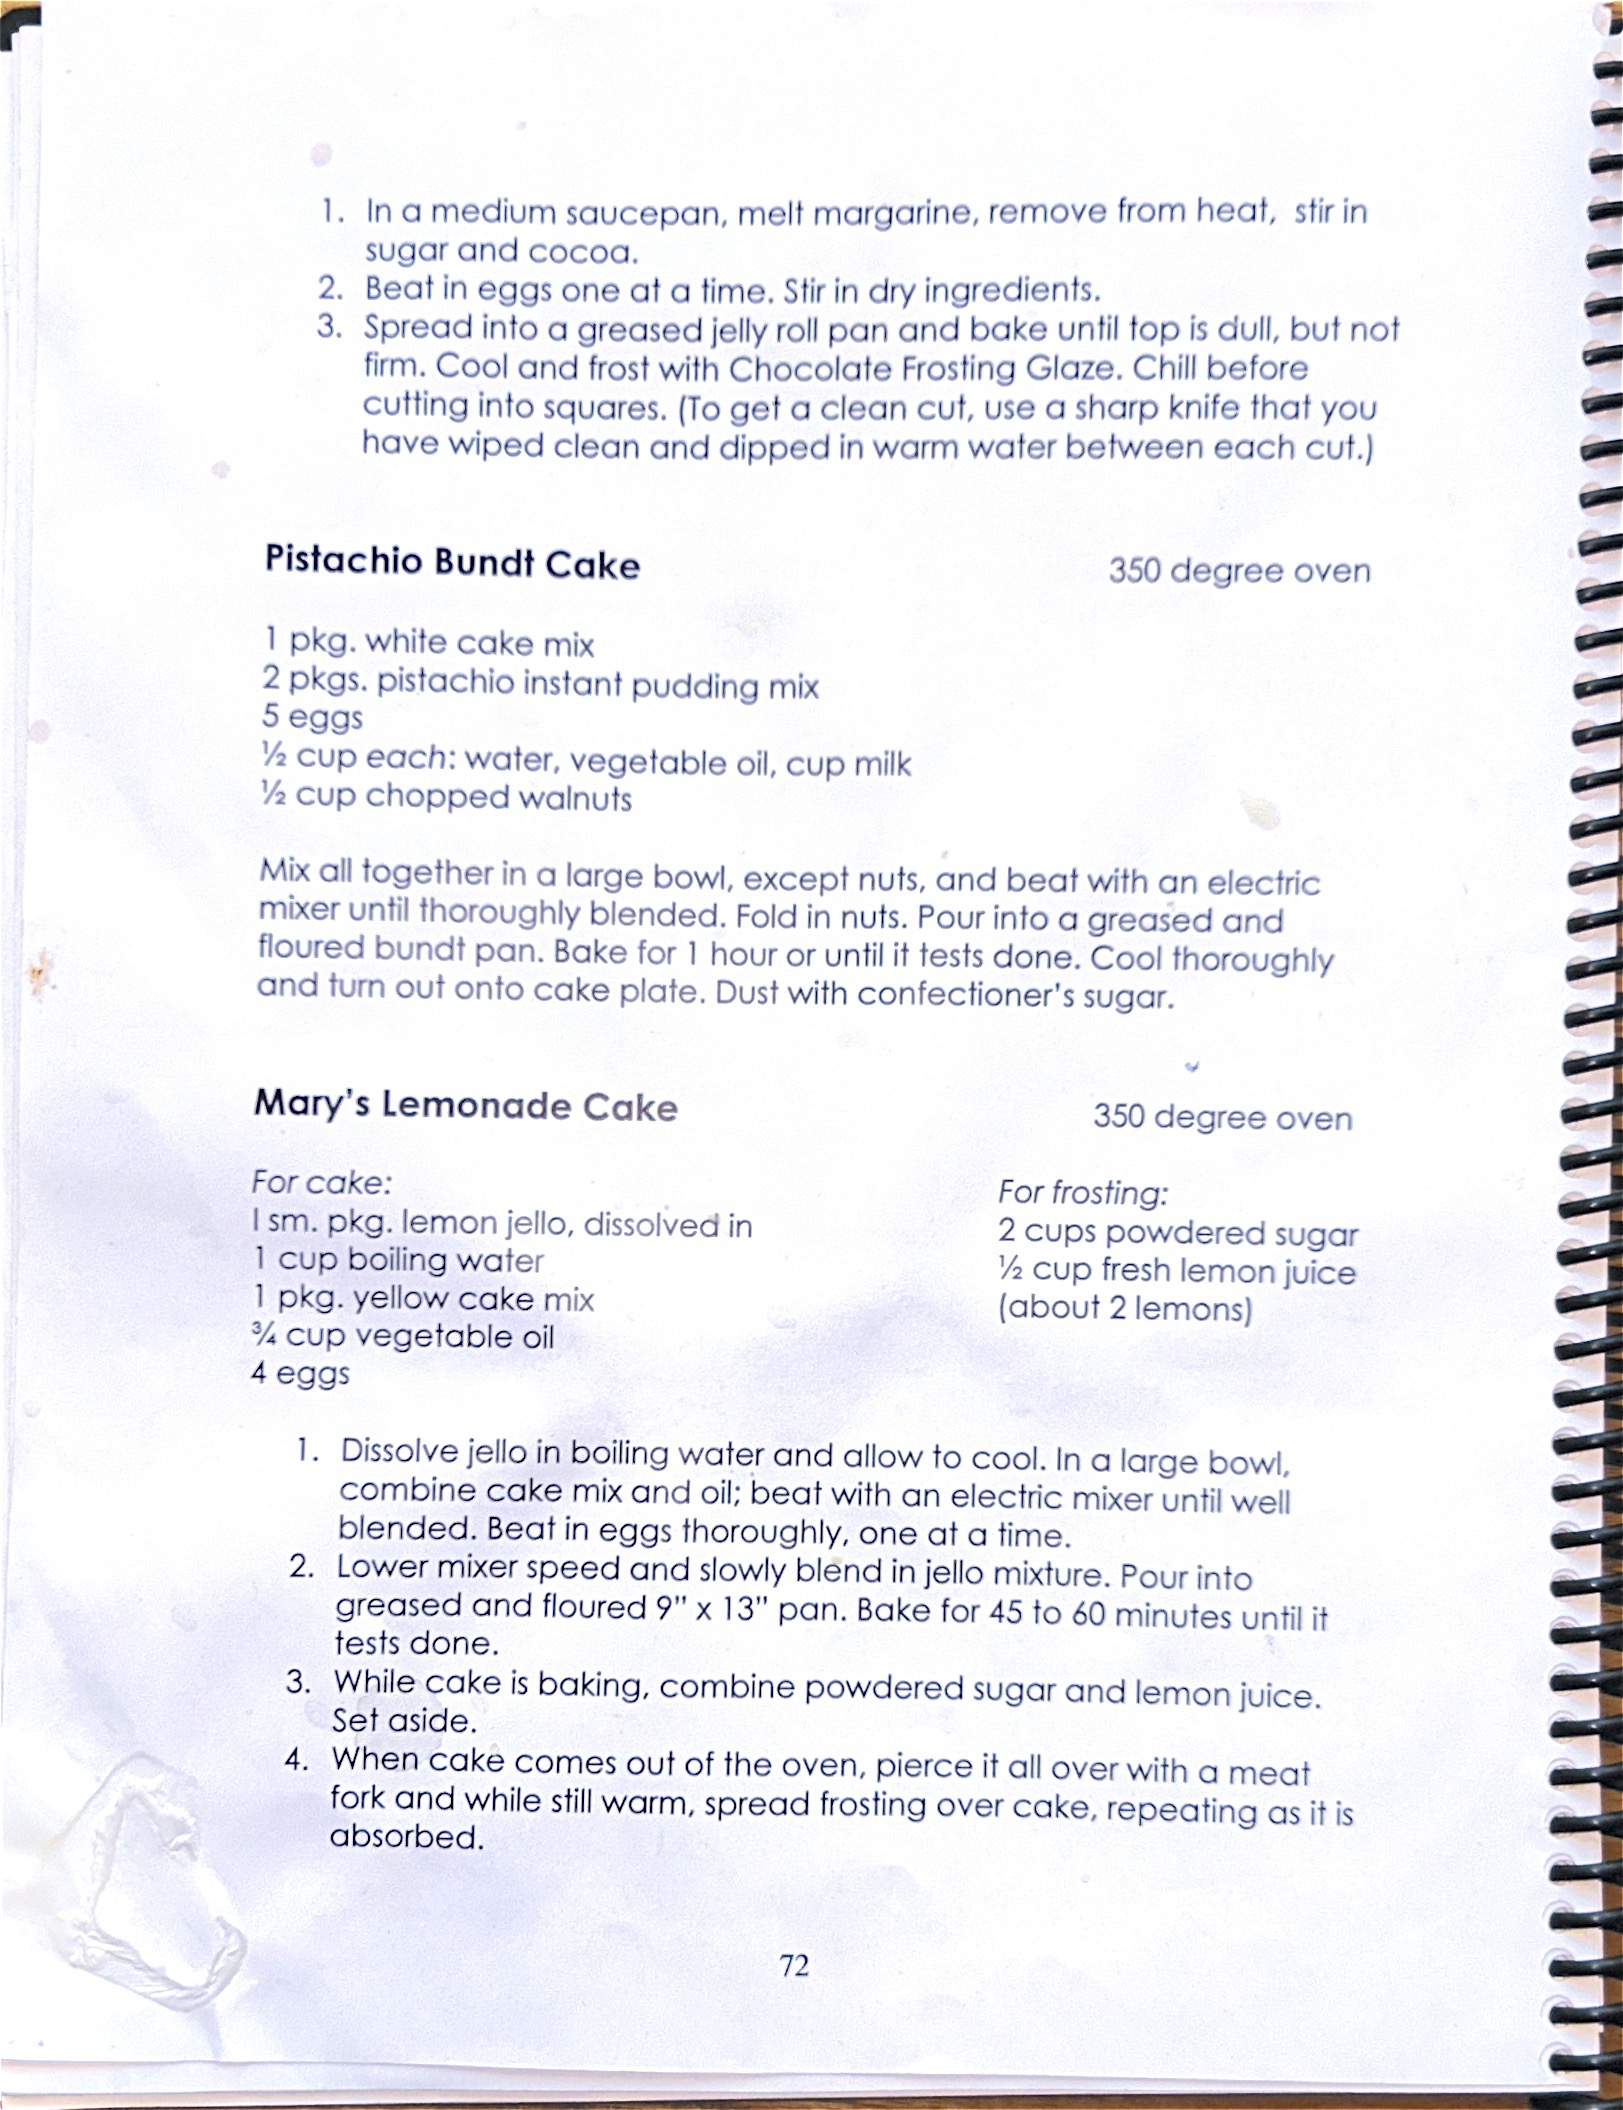 1. In a medium saucepan, melt margarine, remove from heat, stir in
sugar and cocoa.
2. Beat in eggs one at a time. Stir in dry ingredients.
3. Spread into a greased jelly roll pan and bake until top is dull, but not
firm. Cool and frost with Chocolate Frosting Glaze. Chill before
cutting into squares. (To get a clean cut, use a sharp knife that you
have wiped clean and dipped in warm water between each cut.)
Pistachio Bundt Cake 350 degree oven
1 pkg. white cake mix
2 pkgs. pistachio instant pudding mix
5 eggs
½ cup each: water, vegetable oil, cup milk
½ cup chopped walnuts
Mix all together in a large bowl, except nuts, and beat with an electric
mixer until thoroughly blended. Fold in nuts. Pour into a greased and
floured bundt pan. Bake for 1 hour or until it tests done. Cool thoroughly
and turn out onto cake plate. Dust with confectioner's sugar.
Mary's Lemonade Cake 350 degree oven
For cake:
I sm. pkg. lemon jello, dissolved in
1 cup boiling water
1 pkg. yellow cake mix
¾ cup vegetable oil
4 eggs
For frosting:
2 cups powdered sugar
½ cup fresh lemon juice
(about 2 lemons)
1. Dissolve jello in boiling water and allow to cool. In a large bowl,
combine cake mix and oil; beat with an electric mixer until well
blended. Beat in eggs thoroughly, one at a time.
2. Lower mixer speed and slowly blend in jello mixture. Pour into
greased and floured 9" x 13" pan. Bake for 45 to 60 minutes until it
tests done.
3. While cake is baking, combine powdered sugar and lemon juice.
Set aside.
4. When cake comes out of the oven, pierce it all over with a meat
fork and while still warm, spread frosting over cake, repeating as it is
absorbed.
72